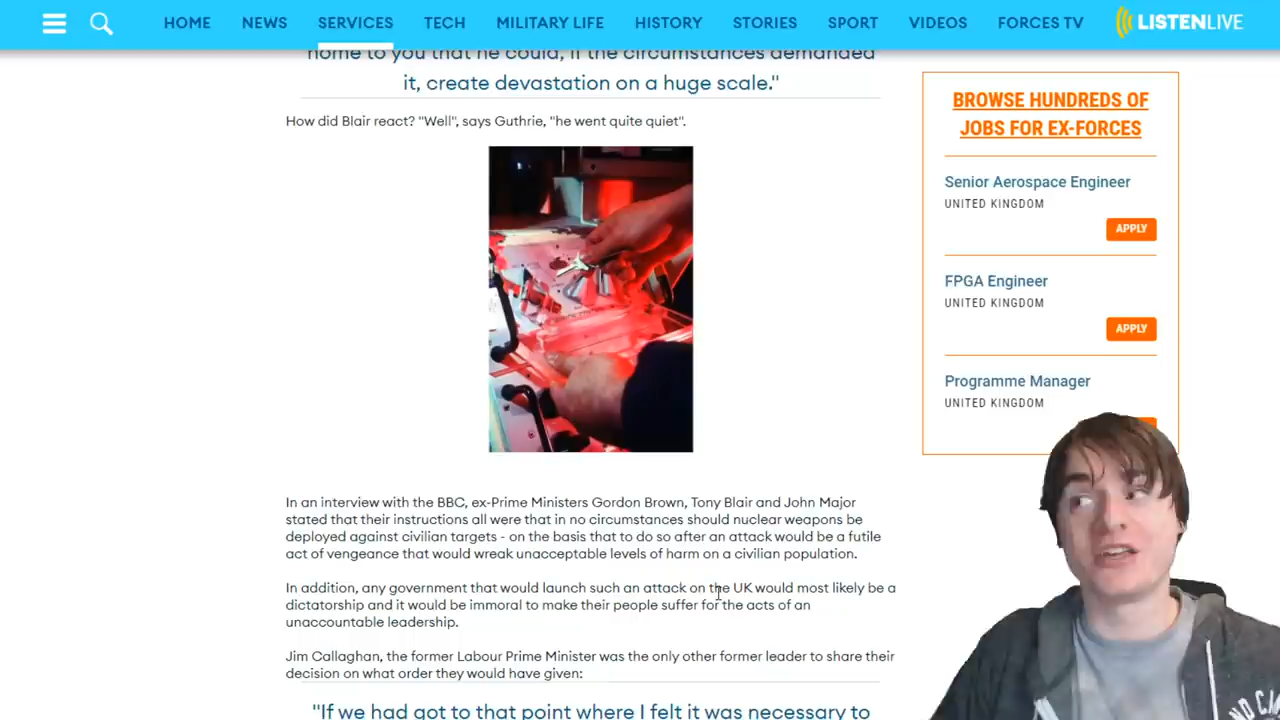 HOME NEWS SERVICES TECH MILITARY LIFE HISTORY STORIES SPORT VIDEOS FORCES TV LISTENLIVE
home to you that he could, if the circumstances demanded
it, create devastation on a huge scale."
How did Blair react? "Well", says Guthrie, "he went quite quiet".
In an interview with the BBC, ex-Prime Ministers Gordon Brown, Tony Blair and John Major
stated that their instructions all were that in no circumstances should nuclear weapons be
deployed against civilian targets - on the basis that to do so after an attack would be a futile
act of vengeance that would wreak unacceptable levels of harm on a civilian population.
In addition, any government that would launch such an attack on the UK would most likely be a
dictatorship and it would be immoral to make their people suffer for the acts of an
unaccountable leadership.
Jim Callaghan, the former Labour Prime Minister was the only other former leader to share their
decision on what order they would have given:
"If we had got to that point where I felt it was necessary to
BROWSE HUNDREDS OF
JOBS FOR EX-FORCES
Senior Aerospace Engineer
UNITED KINGDOM
APPLY
FPGA Engineer
UNITED KINGDOM
APPLY
Programme Manager
UNITED KINGDOM